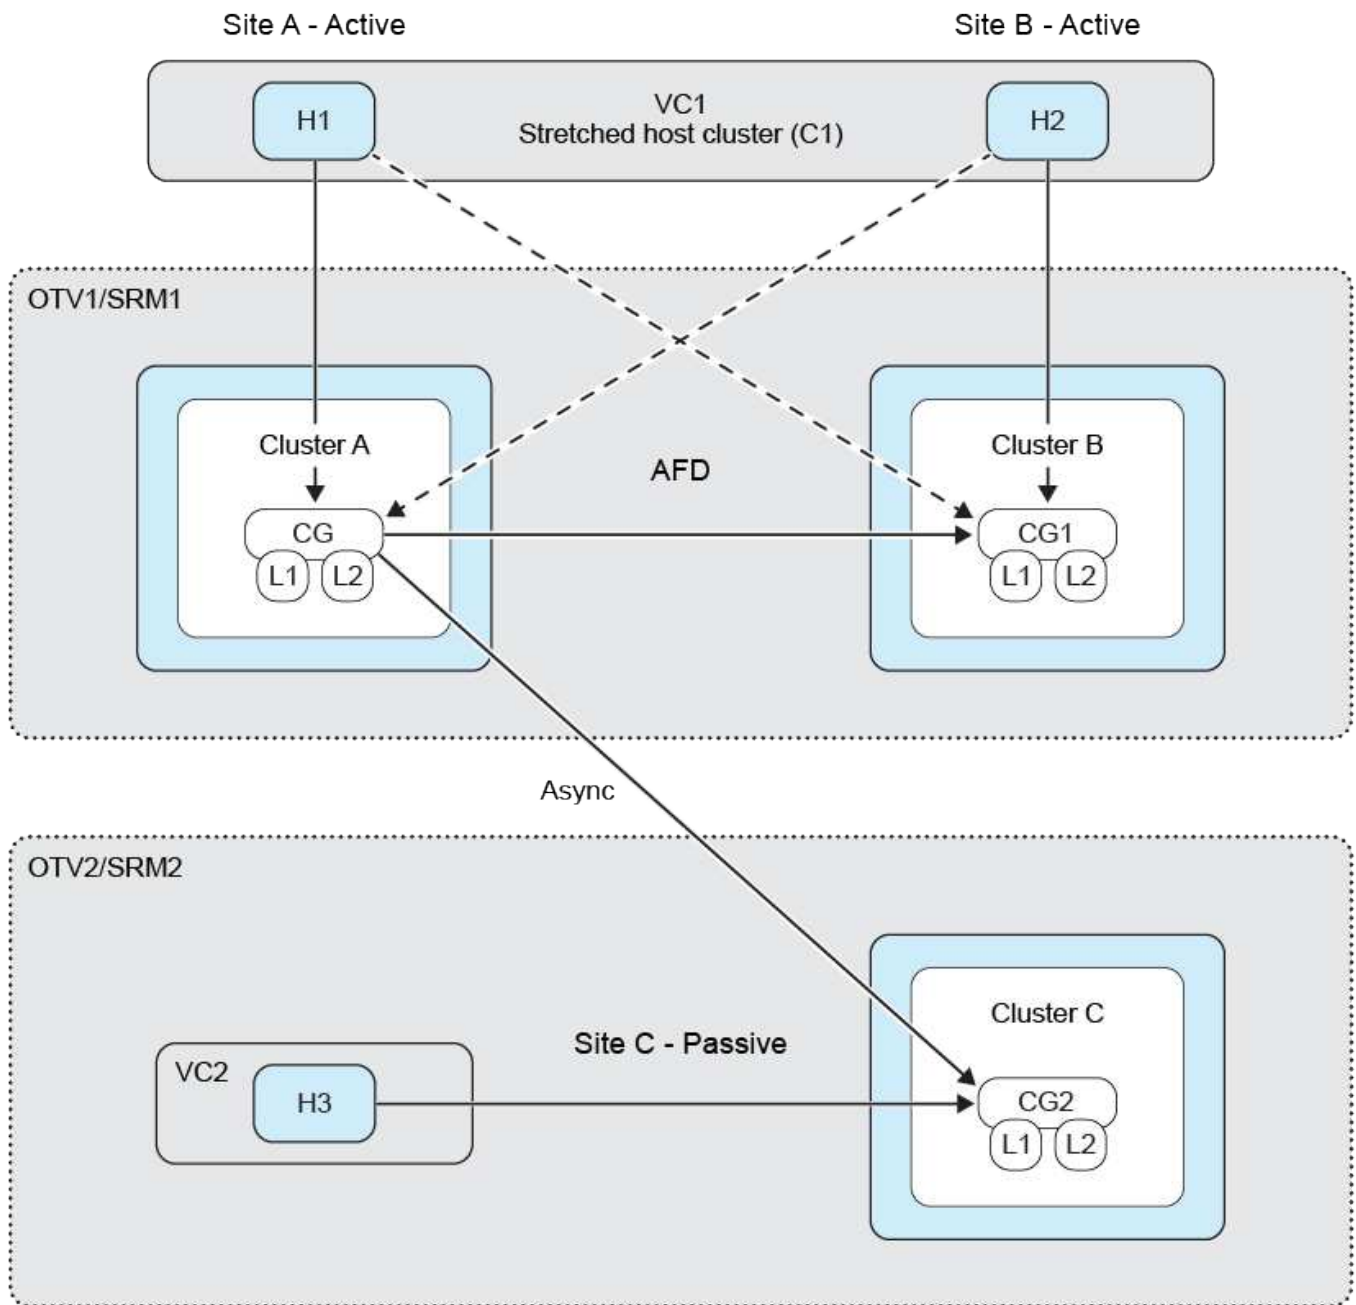 Site A - Active
Site B - Active
H1
VC1
Stretched host cluster (C1)
H2
OTV1/SRM1
Cluster A
AFD
Cluster B
CG
L1 L2
CG1
L1 L2
Async
OTV2/SRM2
Cluster C
Site C - Passive
VC2
H3
CG2
L1 L2